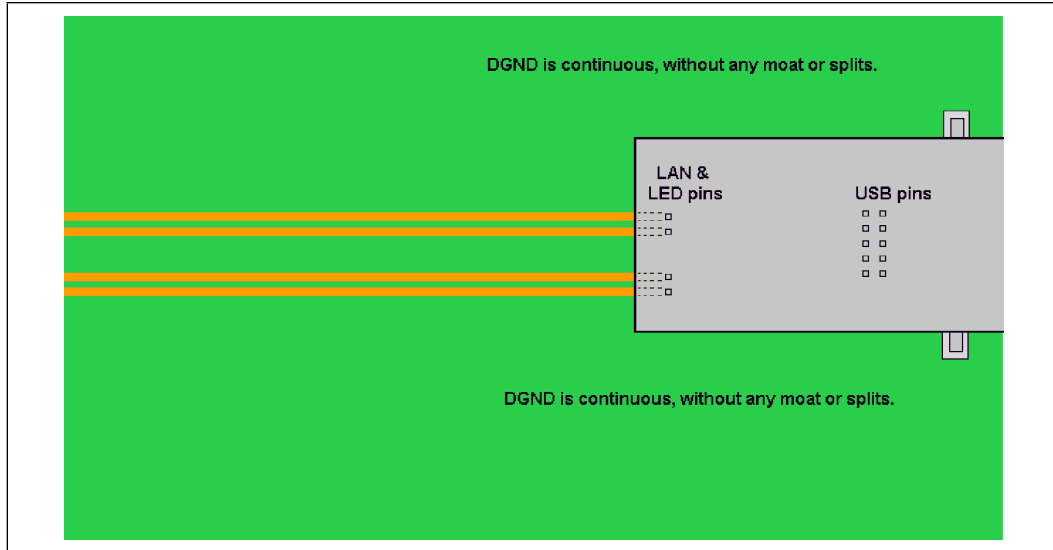 DGND is continuous, without any moat or splits.
LAN &
LED pins
USB pins
DGND is continuous, without any moat or splits.